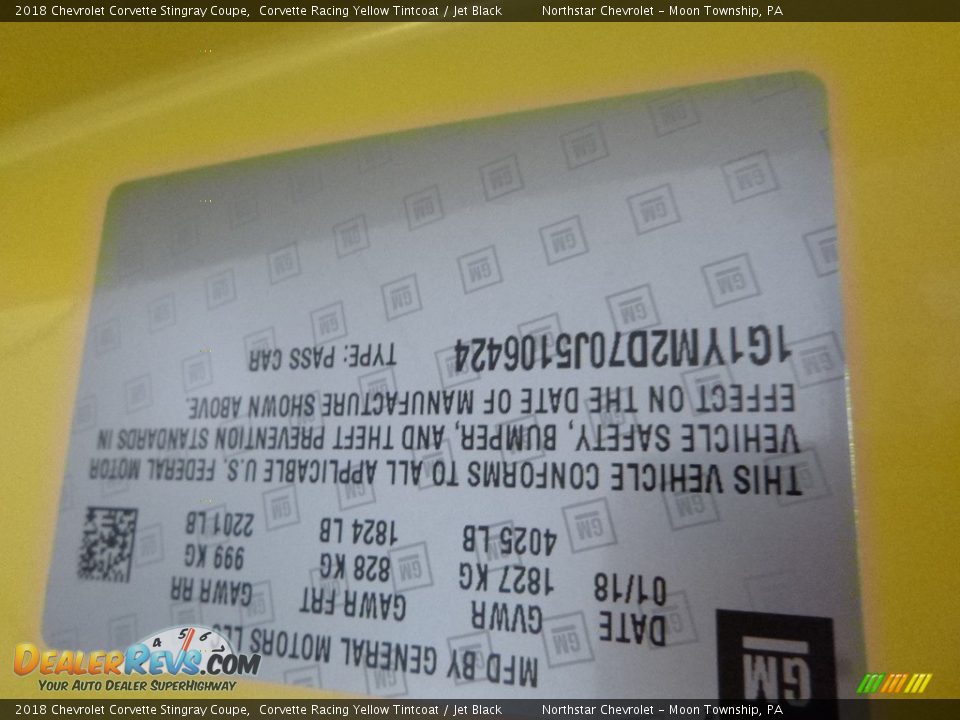 2018 Chevrolet Corvette Stingray Coupe, Corvette Racing Yellow Tintcoat / Jet Black Northstar Chevrolet - Moon Township, PA
GM
MFD BY GENERAL MOTORS LLC
DATE GVWR GAWR FRT GAWR RR
01/18 1827 KG 828 KG 999 KG
4025 LB 1824 LB 2201 LB
THIS VEHICLE CONFORMS TO ALL APPLICABLE U.S. FEDERAL MOTOR
VEHICLE SAFETY, BUMPER, AND THEFT PREVENTION STANDARDS IN
EFFECT ON THE DATE OF MANUFACTURE SHOWN ABOVE.
1G1YM2D70J5106424 TYPE: PASS CAR
DEALERREVS.COM
YOUR AUTO DEALER SUPERHIGHWAY
2018 Chevrolet Corvette Stingray Coupe, Corvette Racing Yellow Tintcoat / Jet Black Northstar Chevrolet - Moon Township, PA